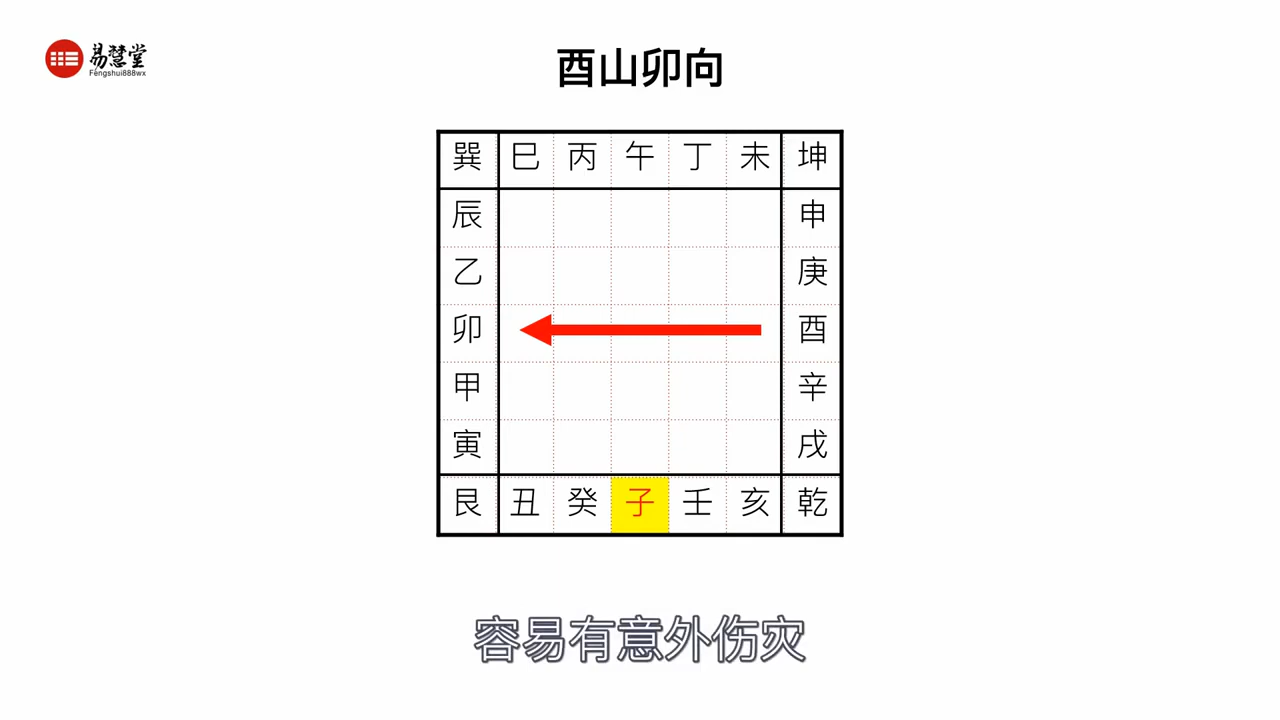 易慧堂
Fengshui888wx
酉山卯向
巽 巳 丙 午 丁 未 坤
辰 申
乙 庚
卯 酉
甲 辛
寅 戌
艮 丑 癸 子 壬 亥 乾
容易有意外伤灾